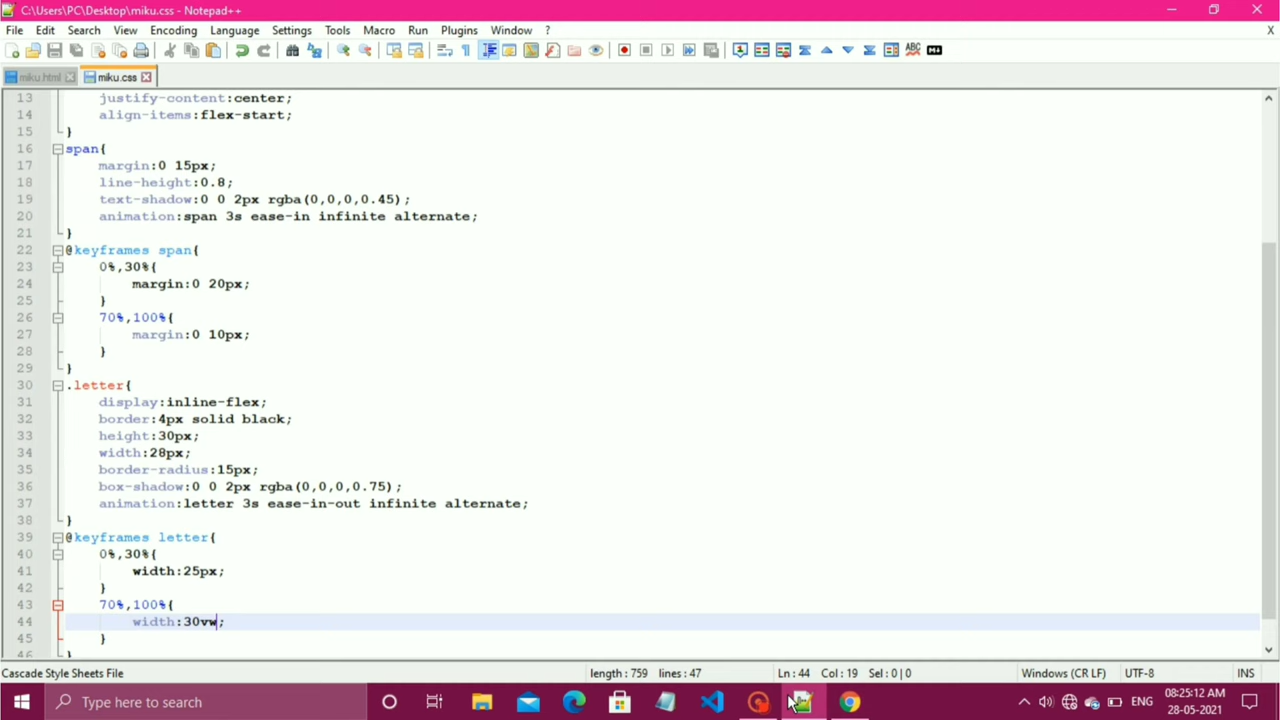 C:\Users\PC\Desktop\miku.css - Notepad++
File Edit Search View Encoding Language Settings Tools Macro Run Plugins Window ? X
miku.html miku.css
13 justify-content:center;
14 align-items:flex-start;
15 }
16 span{
17 margin:0 15px;
18 line-height:0.8;
19 text-shadow:0 0 2px rgba(0,0,0,0.45);
20 animation:span 3s ease-in infinite alternate;
21 }
22 @keyframes span{
23 0%,30%{
24 margin:0 20px;
25 }
26 70%,100%{
27 margin:0 10px;
28 }
29 }
30 .letter{
31 display:inline-flex;
32 border:4px solid black;
33 height:30px;
34 width:28px;
35 border-radius:15px;
36 box-shadow:0 0 2px rgba(0,0,0,0.75);
37 animation:letter 3s ease-in-out infinite alternate;
38 }
39 @keyframes letter{
40 0%,30%{
41 width:25px;
42 }
43 70%,100%{
44 width:30vw;
45 }
46 }
Cascade Style Sheets File length : 759 lines : 47 Ln : 44 Col : 19 Sel : 0 | 0 Windows (CR LF) UTF-8 INS
Type here to search ENG 08:25:12 AM
28-05-2021